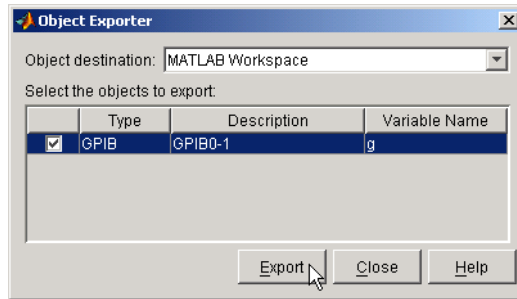 Object Exporter
Object destination: MATLAB Workspace
Select the objects to export:
Type Description Variable Name
GPIB GPIB0-1 g
Export Close Help